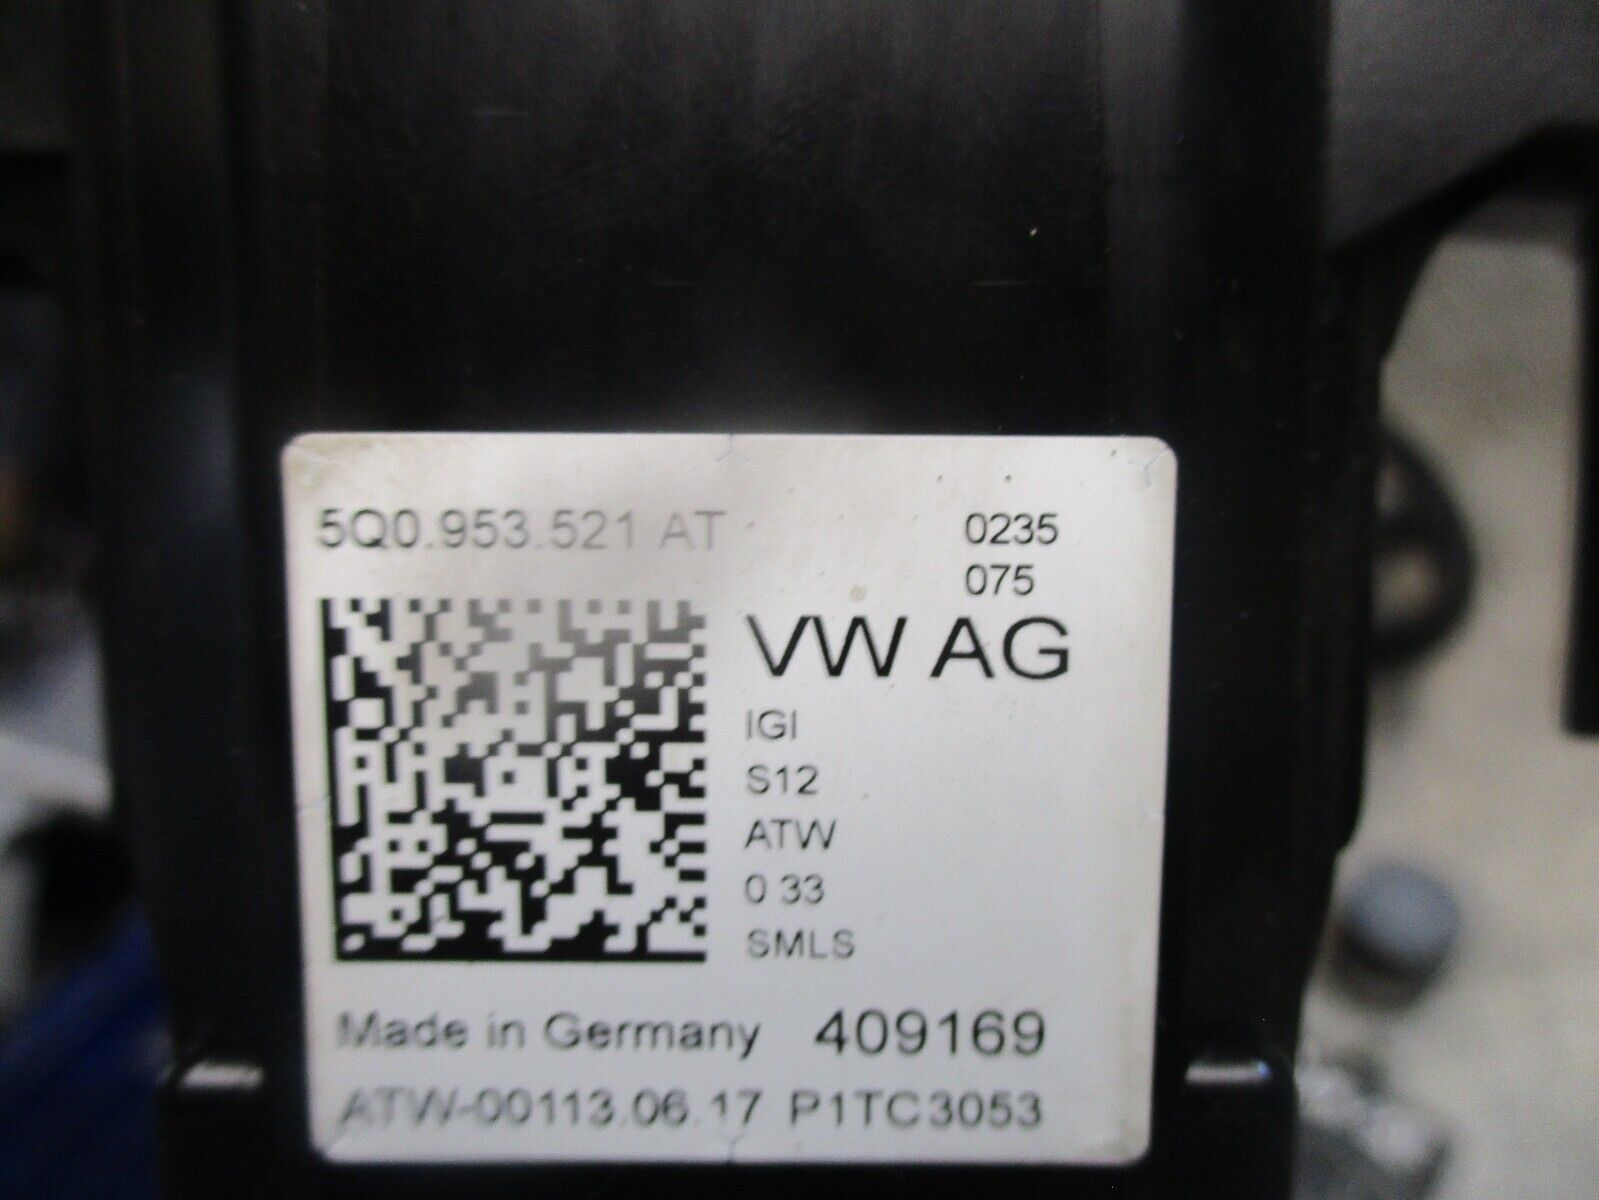 5Q0.953.521 AT
0235
075
VW AG
IGI
S12
ATW
0 33
SMLS
Made in Germany 409169
ATW-00113.06.17 P1TC3053